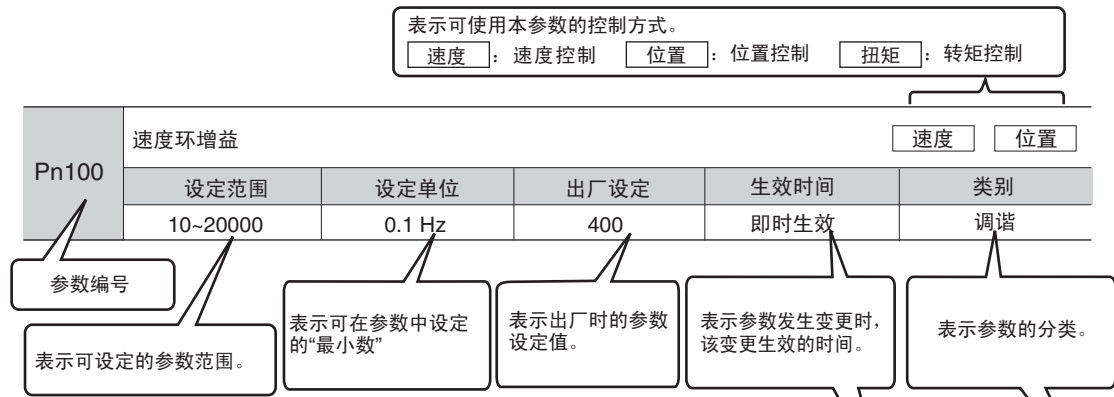 表示可使用本参数的控制方式。
速度：速度控制 位置：位置控制 扭矩：转矩控制
Pn100
速度环增益 速度 位置
设定范围 设定单位 出厂设定 生效时间 类别
10~20000 0.1 Hz 400 即时生效 调谐
参数编号
表示可设定的参数范围。
表示可在参数中设定
的“最小数”
表示出厂时的参数
设定值。
表示参数发生变更时，
该变更生效的时间。
表示参数的分类。